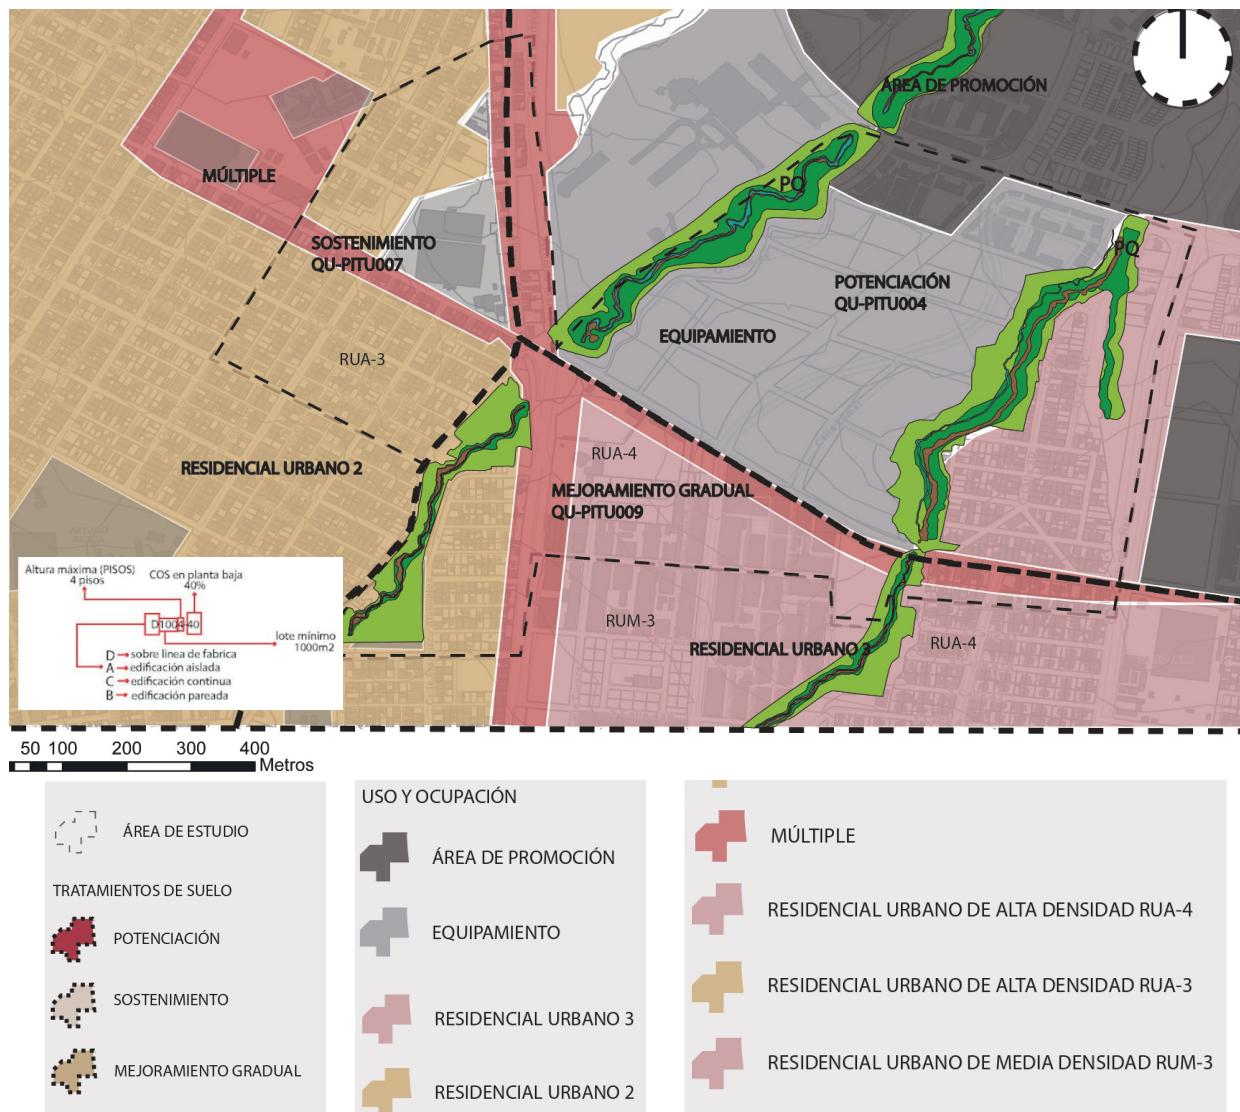 ÁREA DE PROMOCIÓN
PQ
MÚLTIPLE
SOSTENIMIENTO
QU-PITU007
PQ
POTENCIACIÓN
QU-PITU004
EQUIPAMIENTO
RUA-3
RUA-4
RESIDENCIAL URBANO 2
MEJORAMIENTO GRADUAL
QU-PITU009
RUM-3
RESIDENCIAL URBANO 3
RUA-4
Altura máxima (PISOS)
4 pisos
COS en planta baja
40%
lote mínimo
1000m2
D → sobre linea de fabrica
A → edificación aislada
C → edificación continua
B → edificación pareada
50 100 200 300 400
Metros
ÁREA DE ESTUDIO
TRATAMIENTOS DE SUELO
POTENCIACIÓN
SOSTENIMIENTO
MEJORAMIENTO GRADUAL
USO Y OCUPACIÓN
ÁREA DE PROMOCIÓN
EQUIPAMIENTO
RESIDENCIAL URBANO 3
RESIDENCIAL URBANO 2
MÚLTIPLE
RESIDENCIAL URBANO DE ALTA DENSIDAD RUA-4
RESIDENCIAL URBANO DE ALTA DENSIDAD RUA-3
RESIDENCIAL URBANO DE MEDIA DENSIDAD RUM-3